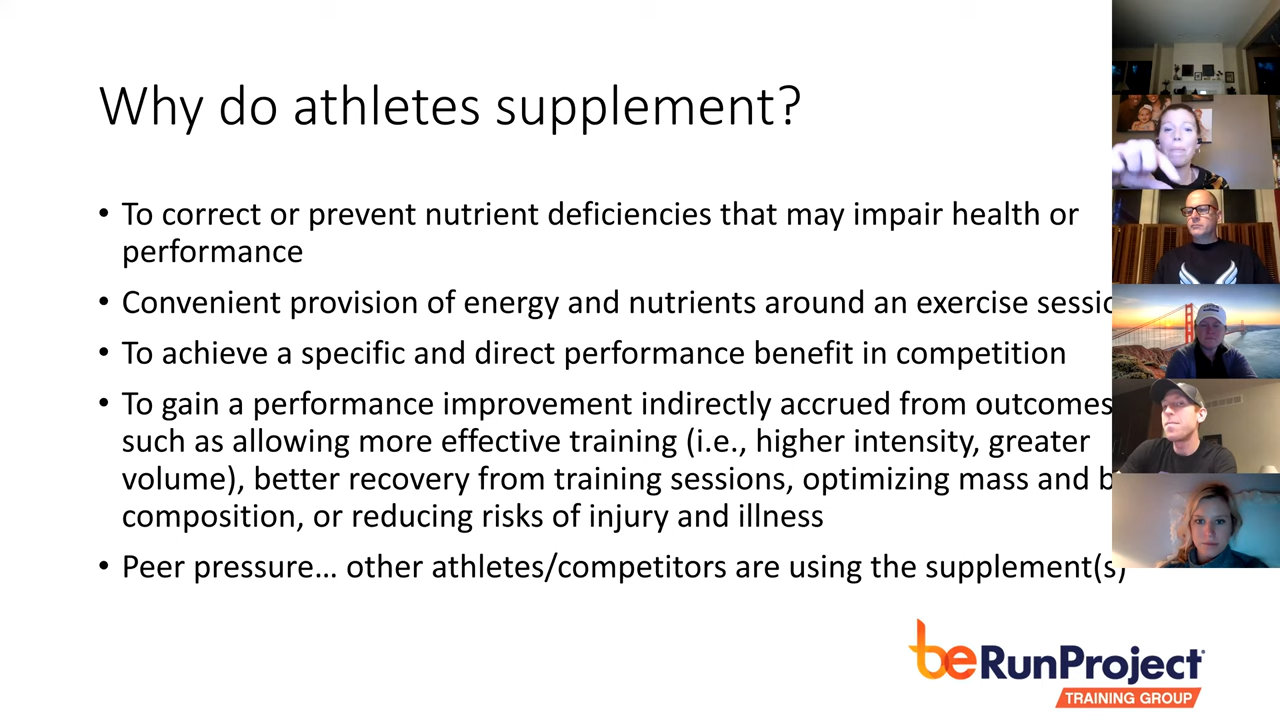 Why do athletes supplement?
• To correct or prevent nutrient deficiencies that may impair health or
performance
• Convenient provision of energy and nutrients around an exercise
• To achieve a specific and direct performance benefit in competition
• To gain a performance improvement indirectly accrued from outcomes
such as allowing more effective training (i.e., higher intensity, greater
volume), better recovery from training sessions, optimizing mass and
composition, or reducing risks of injury and illness
• Peer pressure… other athletes/competitors are using the supplement(s)
beRunProject
TRAINING GROUP